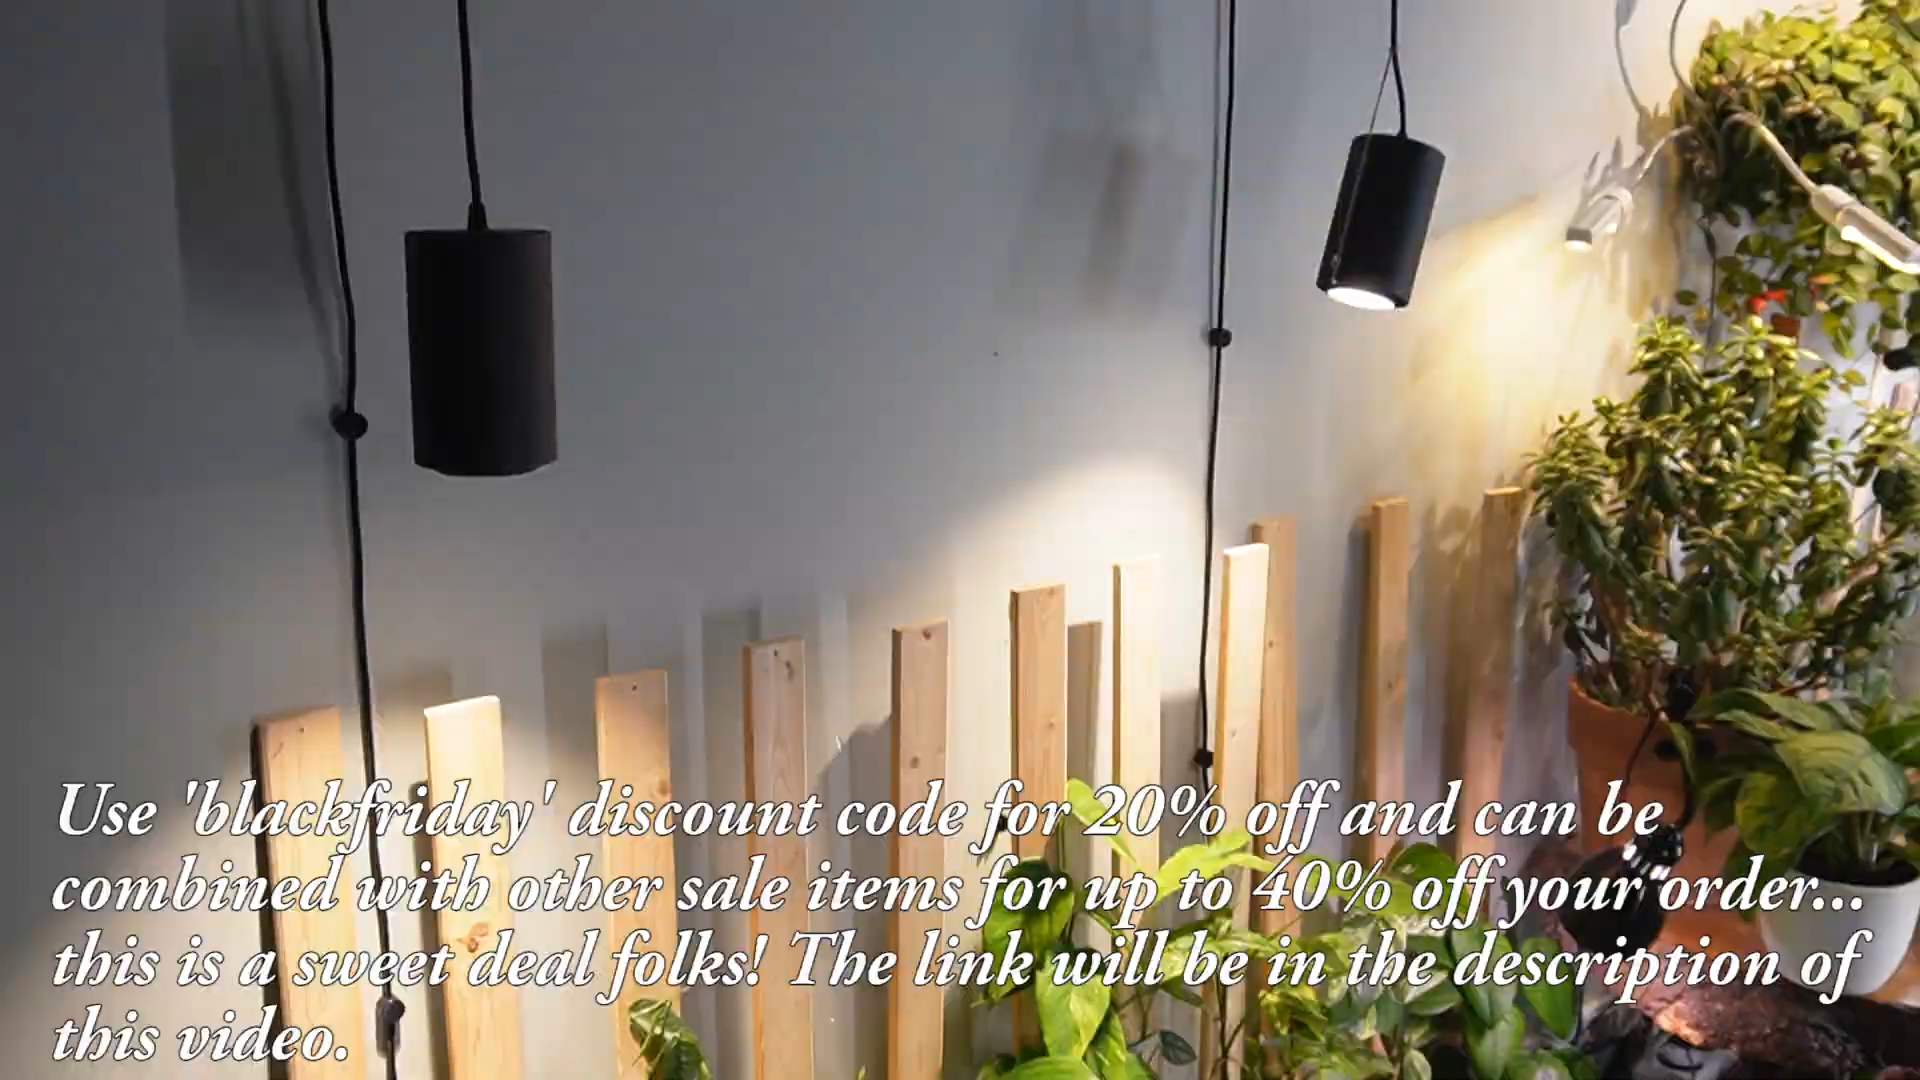 Use 'blackfriday' discount code for 20% off and can be
combined with other sale items for up to 40% off your order...
this is a sweet deal folks! The link will be in the description of
this video.